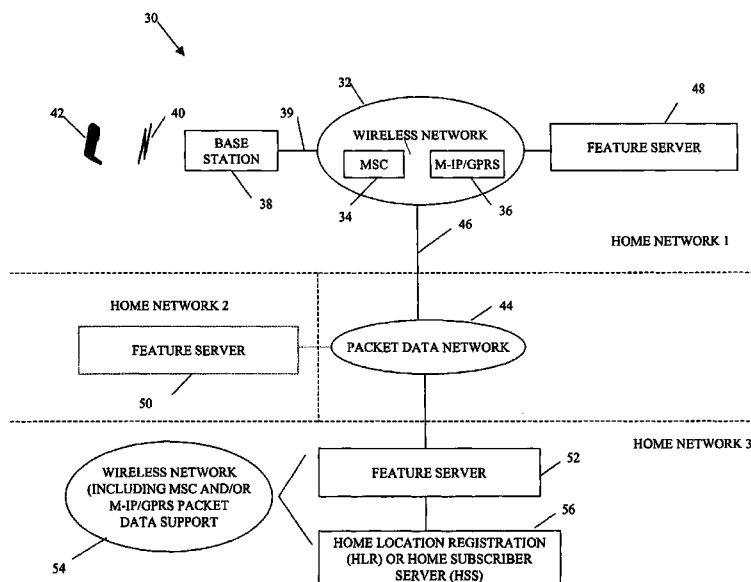 30
32
48
42
40
39
BASE
STATION
WIRELESS NETWORK
MSC
M-IP/GPRS
FEATURE SERVER
38
34
36
46
HOME NETWORK 1
HOME NETWORK 2
44
FEATURE SERVER
PACKET DATA NETWORK
50
HOME NETWORK 3
WIRELESS NETWORK
(INCLUDING MSC AND/OR
M-IP/GPRS PACKET
DATA SUPPORT
FEATURE SERVER
52
56
54
HOME LOCATION REGISTRATION
(HLR) OR HOME SUBSCRIBER
SERVER (HSS)